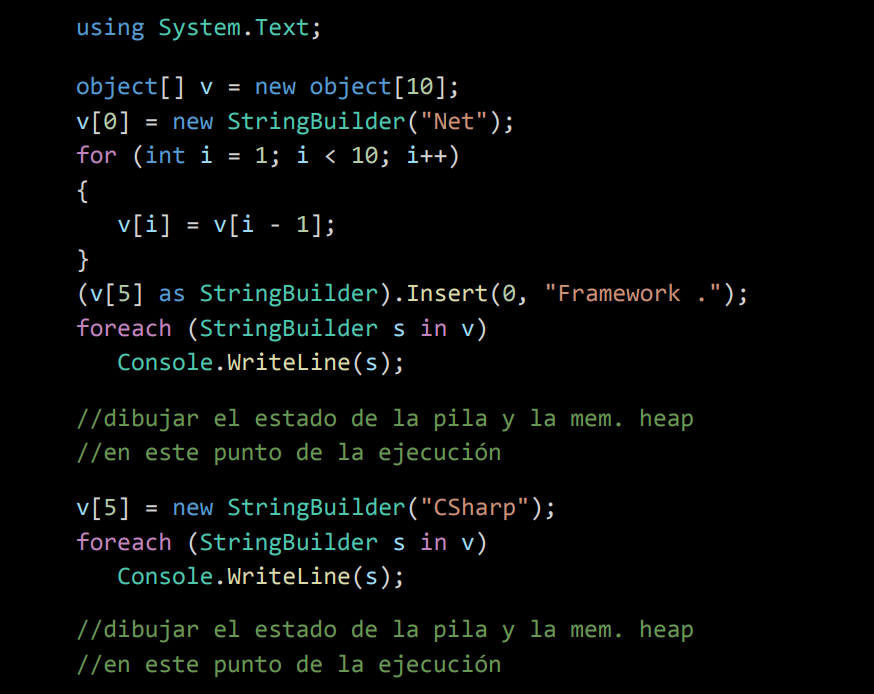 using System.Text;
object[] v = new object[10];
v[0] = new StringBuilder("Net");
for (int i = 1; i < 10; i++)
{
   v[i] = v[i - 1];
}
(v[5] as StringBuilder).Insert(0, "Framework .");
foreach (StringBuilder s in v)
   Console.WriteLine(s);
//dibujar el estado de la pila y la mem. heap
//en este punto de la ejecución
v[5] = new StringBuilder("CSharp");
foreach (StringBuilder s in v)
   Console.WriteLine(s);
//dibujar el estado de la pila y la mem. heap
//en este punto de la ejecución